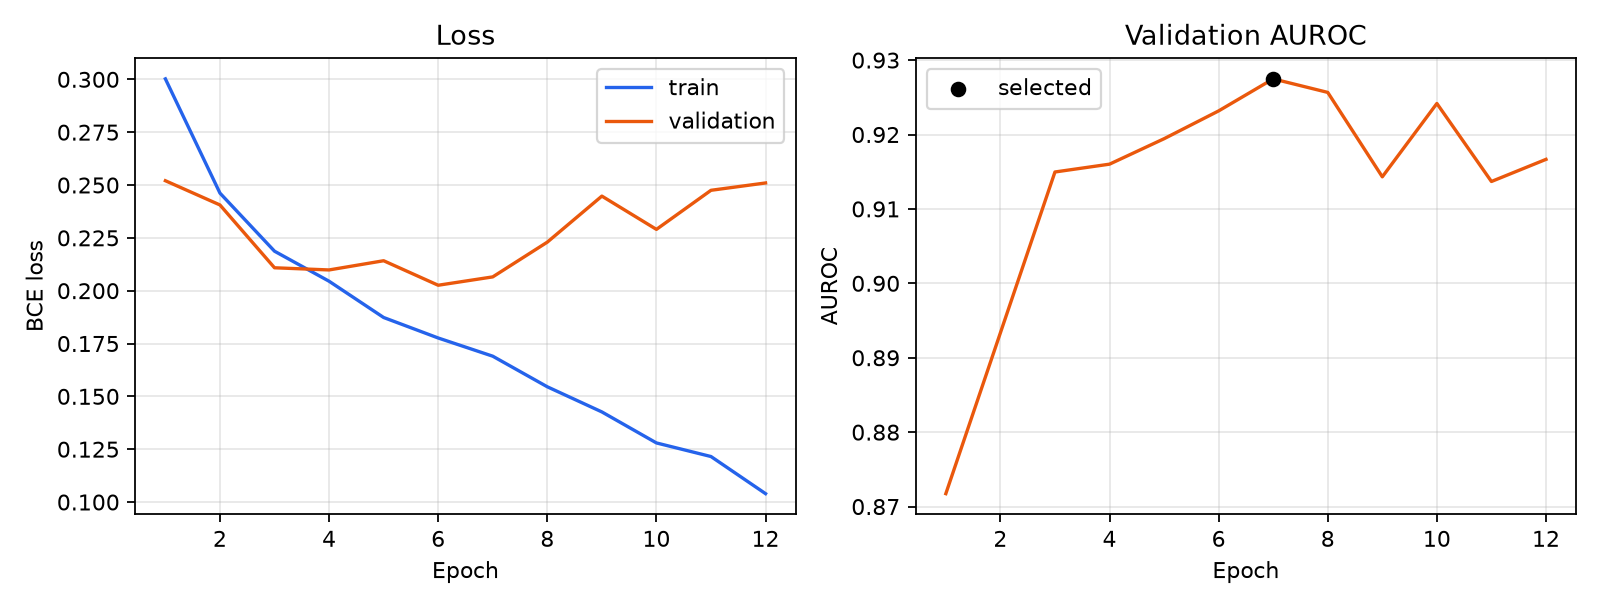 Loss
train
validation
0.300
0.275
0.250
0.225
0.200
0.175
0.150
0.125
0.100
BCE loss
2 4 6 8 10 12
Epoch
Validation AUROC
selected
0.93
0.92
0.91
0.90
0.89
0.88
0.87
AUROC
2 4 6 8 10 12
Epoch